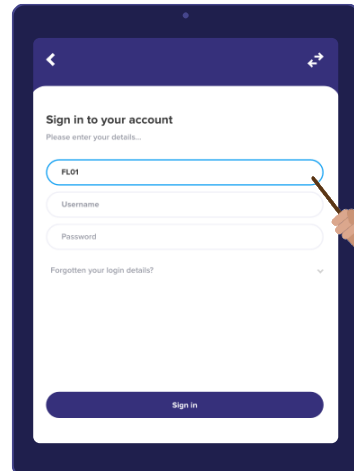 Sign in to your account
Please enter your details...
FL01
Username
Password
Forgotten your login details?
Sign in